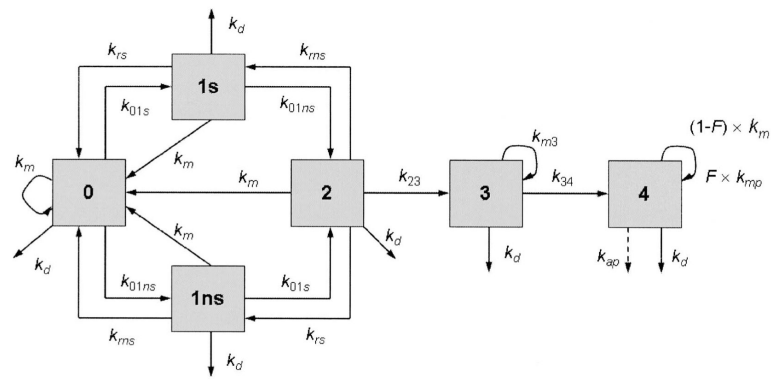 k_d
k_rs
k_rns
1s
k_01s
k_01ns
k_m3
(1-F) × k_m
k_m
k_m
F × k_mp
0
k_m
2
k_23
3
k_34
4
k_m
k_d
k_d
k_d
k_ap
k_d
k_01ns
1ns
k_01s
k_rns
k_rs
k_d